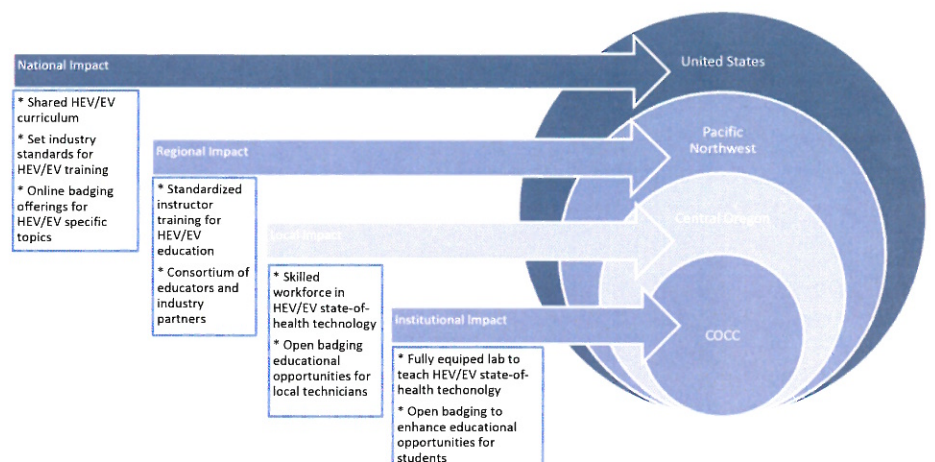 National Impact
United States
* Shared HEV/EV
curriculum
* Set industry
standards for
HEV/EV training
* Online badging
offerings for
HEV/EV specific
topics
Regional Impact
Pacific
Northwest
* Standardized
instructor
training for
HEV/EV
education
* Consortium of
educators and
industry
partners
Local Impact
Central Oregon
* Skilled
workforce in
HEV/EV state-of-
health technology
* Open badging
educational
opportunities for
local technicians
Institutional Impact
COCC
* Fully equiped lab to
teach HEV/EV state-of-
health techonolgy
* Open badging to
enhance educational
opportunities for
students